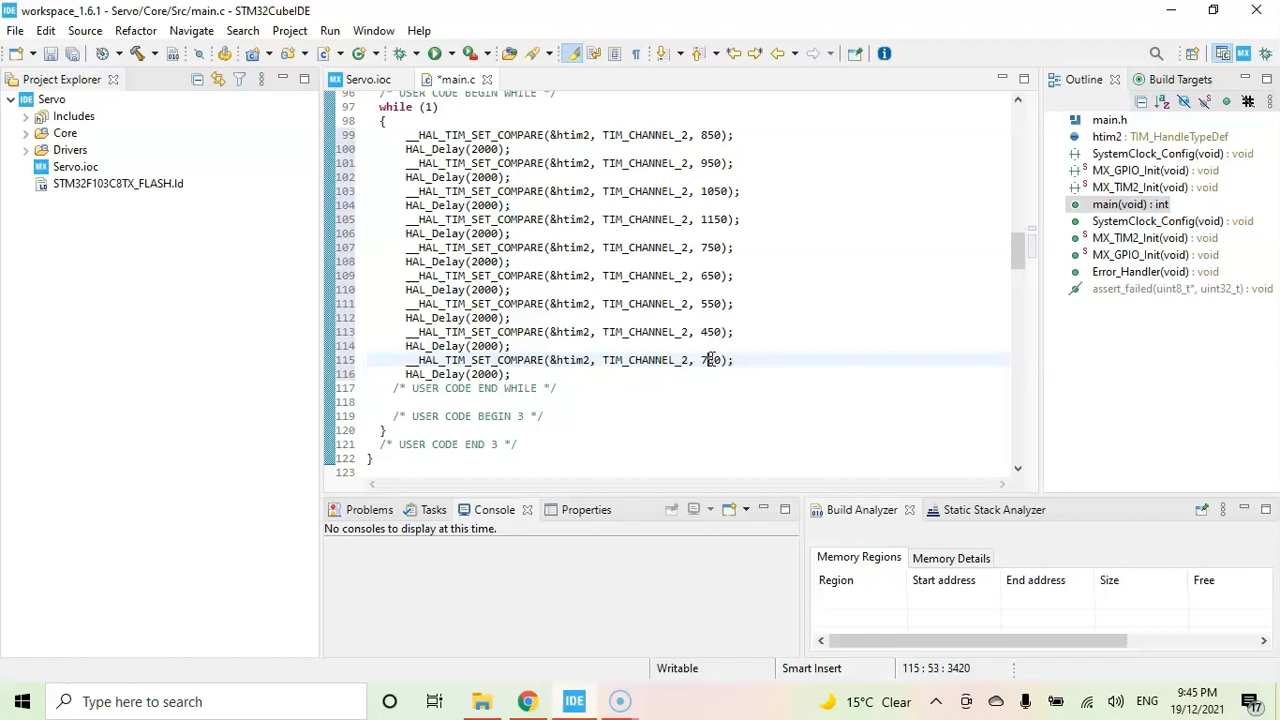 workspace_1.6.1 - Servo/Core/Src/main.c - STM32CubeIDE
File Edit Source Refactor Navigate Search Project Run Window Help
Project Explorer
Servo
Includes
Core
Drivers
Servo.ioc
STM32F103C8TX_FLASH.ld
Servo.ioc *main.c
96 /* USER CODE BEGIN WHILE */
97 while (1)
98 {
99 __HAL_TIM_SET_COMPARE(&htim2, TIM_CHANNEL_2, 850);
100 HAL_Delay(2000);
101 __HAL_TIM_SET_COMPARE(&htim2, TIM_CHANNEL_2, 950);
102 HAL_Delay(2000);
103 __HAL_TIM_SET_COMPARE(&htim2, TIM_CHANNEL_2, 1050);
104 HAL_Delay(2000);
105 __HAL_TIM_SET_COMPARE(&htim2, TIM_CHANNEL_2, 1150);
106 HAL_Delay(2000);
107 __HAL_TIM_SET_COMPARE(&htim2, TIM_CHANNEL_2, 750);
108 HAL_Delay(2000);
109 __HAL_TIM_SET_COMPARE(&htim2, TIM_CHANNEL_2, 650);
110 HAL_Delay(2000);
111 __HAL_TIM_SET_COMPARE(&htim2, TIM_CHANNEL_2, 550);
112 HAL_Delay(2000);
113 __HAL_TIM_SET_COMPARE(&htim2, TIM_CHANNEL_2, 450);
114 HAL_Delay(2000);
115 __HAL_TIM_SET_COMPARE(&htim2, TIM_CHANNEL_2,
116 HAL_Delay(2000);
117 /* USER CODE END WHILE */
118
119 /* USER CODE BEGIN 3 */
120 }
121 /* USER CODE END 3 */
122 }
123
Outline Build Targets
main.h
htim2 : TIM_HandleTypeDef
SystemClock_Config(void) : void
MX_GPIO_Init(void) : void
MX_TIM2_Init(void) : void
main(void) : int
SystemClock_Config(void) : void
MX_TIM2_Init(void) : void
MX_GPIO_Init(void) : void
Error_Handler(void) : void
assert_failed(uint8_t*, uint32_t) : void
Problems Tasks Console Properties
No consoles to display at this time.
Build Analyzer Static Stack Analyzer
Memory Regions Memory Details
Region Start address End address Size Free
Writable Smart Insert 115 : 53 : 3420
Type here to search
IDE
15°C Clear
9:45 PM
19/12/2021
17